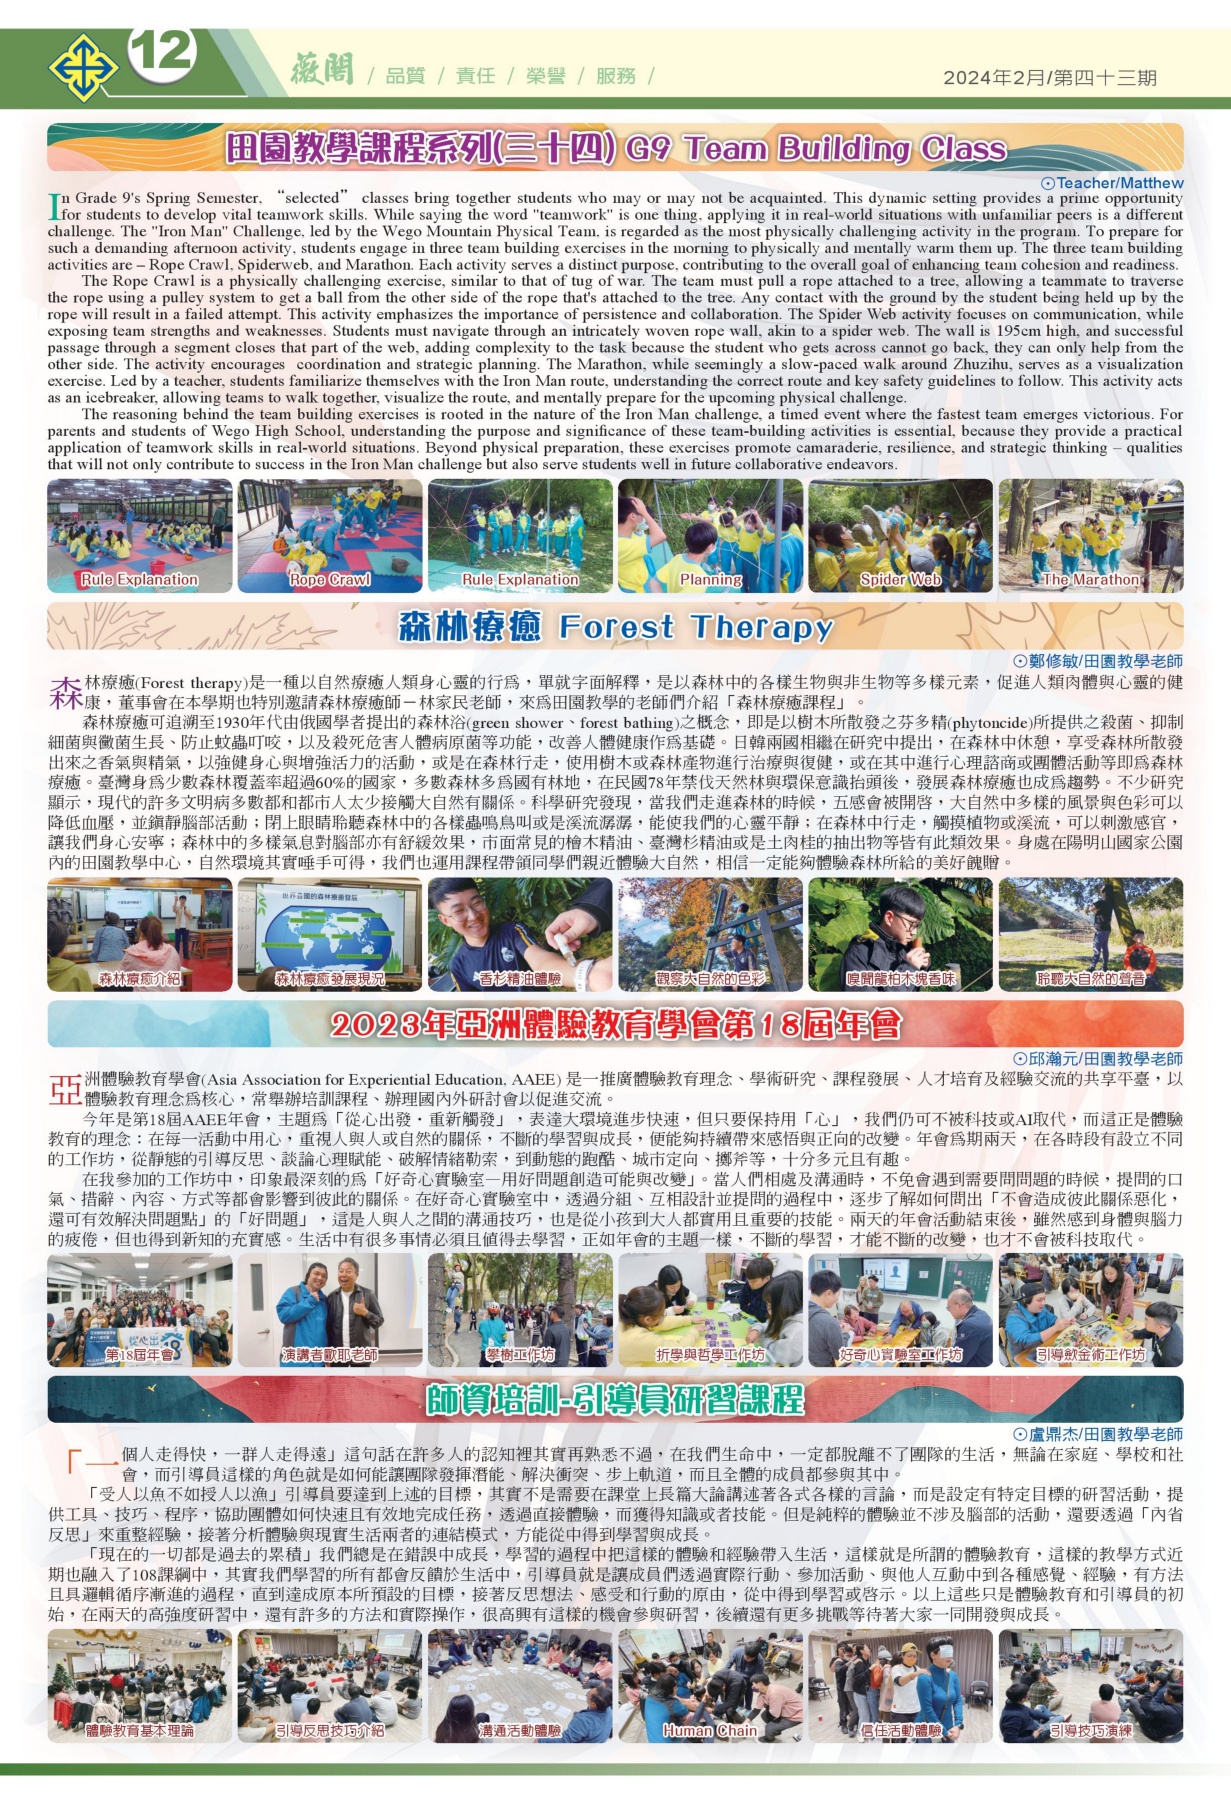 12
薇閣 / 品質 / 責任 / 榮譽 / 服務 /
2024年2月/第四十三期
田園教學課程系列(三十四) G9 Team Building Class
⊙Teacher/Matthew
In Grade 9's Spring Semester, “selected” classes bring together students who may or may not be acquainted. This dynamic setting provides a prime opportunity
for students to develop vital teamwork skills. While saying the word "teamwork" is one thing, applying it in real-world situations with unfamiliar peers is a different
challenge. The "Iron Man" Challenge, led by the Wego Mountain Physical Team, is regarded as the most physically challenging activity in the program. To prepare for
such a demanding afternoon activity, students engage in three team building exercises in the morning to physically and mentally warm them up. The three team building
activities are – Rope Crawl, Spiderweb, and Marathon. Each activity serves a distinct purpose, contributing to the overall goal of enhancing team cohesion and readiness.
The Rope Crawl is a physically challenging exercise, similar to that of tug of war. The team must pull a rope attached to a tree, allowing a teammate to traverse
the rope using a pulley system to get a ball from the other side of the rope that's attached to the tree. Any contact with the ground by the student being held up by the
rope will result in a failed attempt. This activity emphasizes the importance of persistence and collaboration. The Spider Web activity focuses on communication, while
exposing team strengths and weaknesses. Students must navigate through an intricately woven rope wall, akin to a spider web. The wall is 195cm high, and successful
passage through a segment closes that part of the web, adding complexity to the task because the student who gets across cannot go back, they can only help from the
other side. The activity encourages coordination and strategic planning. The Marathon, while seemingly a slow-paced walk around Zhuzihu, serves as a visualization
exercise. Led by a teacher, students familiarize themselves with the Iron Man route, understanding the correct route and key safety guidelines to follow. This activity acts
as an icebreaker, allowing teams to walk together, visualize the route, and mentally prepare for the upcoming physical challenge.
The reasoning behind the team building exercises is rooted in the nature of the Iron Man challenge, a timed event where the fastest team emerges victorious. For
parents and students of Wego High School, understanding the purpose and significance of these team-building activities is essential, because they provide a practical
application of teamwork skills in real-world situations. Beyond physical preparation, these exercises promote camaraderie, resilience, and strategic thinking – qualities
that will not only contribute to success in the Iron Man challenge but also serve students well in future collaborative endeavors.
Rule Explanation
Rope Crawl
Rule Explanation
Planning
Spider Web
The Marathon
森林療癒 Forest Therapy
⊙鄭修敏/田園教學老師
森林療癒(Forest therapy)是一種以自然療癒人類身心靈的行為，單就字面解釋，是以森林中的各樣生物與非生物等多樣元素，促進人類肉體與心靈的健
康，董事會在本學期也特別邀請森林療癒師－林家民老師，來為田園教學的老師們介紹「森林療癒課程」。
森林療癒可追溯至1930年代由俄國學者提出的森林浴(green shower、forest bathing)之概念，即是以樹木所散發之芬多精(phytoncide)所提供之殺菌、抑制
細菌與黴菌生長、防止蚊蟲叮咬，以及殺死危害人體病原菌等功能，改善人體健康作為基礎。日韓兩國相繼在研究中提出，在森林中休憩，享受森林所散發
出來之香氣與精氣，以強健身心與增強活力的活動，或是在森林行走，使用樹木或森林產物進行治療與復健，或在其中進行心理諮商或團體活動等即為森林
療癒。臺灣身為少數森林覆蓋率超過60%的國家，多數森林多為國有林地，在民國78年禁伐天然林與環保意識抬頭後，發展森林療癒也成為趨勢。不少研究
顯示，現代的許多文明病多數都和都市人太少接觸大自然有關係。科學研究發現，當我們走進森林的時候，五感會被開啓，大自然中多樣的風景與色彩可以
降低血壓，並鎮靜腦部活動；閉上眼睛聆聽森林中的各樣蟲鳴鳥叫或是溪流潺潺，能使我們的心靈平靜；在森林中行走，觸摸植物或溪流，可以刺激感官，
讓我們身心安寧；森林中的多樣氣息對腦部亦有舒緩效果，市面常見的檜木精油、臺灣杉精油或是土肉桂的抽出物等皆有此類效果。身處在陽明山國家公園
內的田園教學中心，自然環境其實唾手可得，我們也運用課程帶領同學們親近體驗大自然，相信一定能夠體驗森林所給的美好餽贈。
世界各國的森林療癒發展
森林療癒介紹
森林療癒發展現況
香杉精油體驗
觀察大自然的色彩
嗅聞龍柏木塊香味
聆聽大自然的聲音
2023年亞洲體驗教育學會第18屆年會
⊙邱瀚元/田園教學老師
亞洲體驗教育學會(Asia Association for Experiential Education, AAEE) 是一推廣體驗教育理念、學術研究、課程發展、人才培育及經驗交流的共享平臺，以
體驗教育理念為核心，常舉辦培訓課程、辦理國內外研討會以促進交流。
今年是第18屆AAEE年會，主題為「從心出發・重新觸發」，表達大環境進步快速，但只要保持用「心」，我們仍可不被科技或AI取代，而這正是體驗
教育的理念：在每一活動中用心，重視人與人或自然的關係，不斷的學習與成長，便能夠持續帶來感悟與正向的改變。年會為期兩天，在各時段有設立不同
的工作坊，從靜態的引導反思、談論心理賦能、破解情緒勒索，到動態的跑酷、城市定向、擲斧等，十分多元且有趣。
在我參加的工作坊中，印象最深刻的為「好奇心實驗室—用好問題創造可能與改變」。當人們相處及溝通時，不免會遇到需要問問題的時候，提問的口
氣、措辭、內容、方式等都會影響到彼此的關係。在好奇心實驗室中，透過分組、互相設計並提問的過程中，逐步了解如何問出「不會造成彼此關係惡化，
還可有效解決問題點」的「好問題」，這是人與人之間的溝通技巧，也是從小孩到大人都實用且重要的技能。兩天的年會活動結束後，雖然感到身體與腦力
的疲倦，但也得到新知的充實感。生活中有很多事情必須且值得去學習，正如年會的主題一樣，不斷的學習，才能不斷的改變，也才不會被科技取代。
第18屆年會
演講者歐耶老師
攀樹工作坊
折學與哲學工作坊
好奇心實驗室工作坊
引導歛金術工作坊
師資培訓-引導員研習課程
⊙盧鼎杰/田園教學老師
「一個人走得快，一群人走得遠」這句話在許多人的認知裡其實再熟悉不過，在我們生命中，一定都脫離不了團隊的生活，無論在家庭、學校和社
會，而引導員這樣的角色就是如何能讓團隊發揮潛能、解決衝突、步上軌道，而且全體的成員都參與其中。
「受人以魚不如授人以漁」引導員要達到上述的目標，其實不是需要在課堂上長篇大論講述著各式各樣的言論，而是設定有特定目標的研習活動，提
供工具、技巧、程序，協助團體如何快速且有效地完成任務，透過直接體驗，而獲得知識或者技能。但是純粹的體驗並不涉及腦部的活動，還要透過「內省
反思」來重整經驗，接著分析體驗與現實生活兩者的連結模式，方能從中得到學習與成長。
「現在的一切都是過去的累積」我們總是在錯誤中成長，學習的過程中把這樣的體驗和經驗帶入生活，這樣就是所謂的體驗教育，這樣的教學方式近
期也融入了108課綱中，其實我們學習的所有都會反饋於生活中，引導員就是讓成員們透過實際行動、參加活動、與他人互動中到各種感覺、經驗，有方法
且具邏輯循序漸進的過程，直到達成原本所預設的目標，接著反思想法、感受和行動的原由，從中得到學習或啓示。以上這些只是體驗教育和引導員的初
始，在兩天的高強度研習中，還有許多的方法和實際操作，很高興有這樣的機會參與研習，後續還有更多挑戰等待著大家一同開發與成長。
體驗教育基本理論
引導反思技巧介紹
溝通活動體驗
Human Chain
信任活動體驗
引導技巧演練